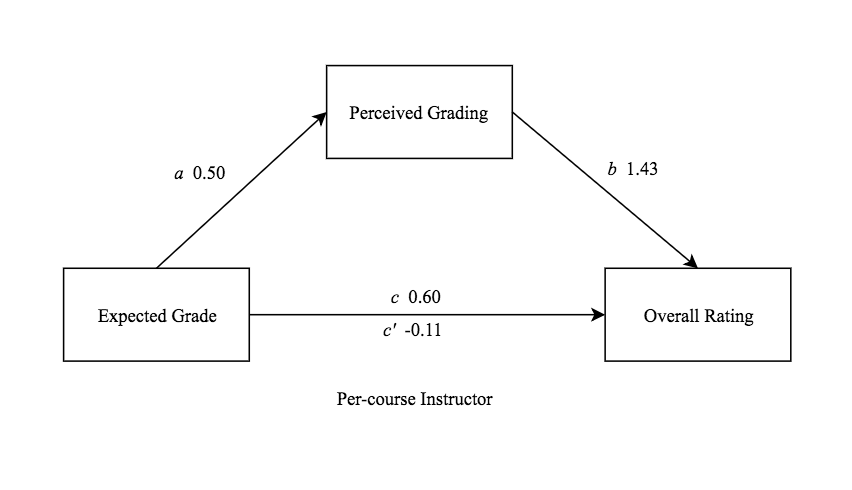 Perceived Grading
a 0.50
b 1.43
Expected Grade
c 0.60
c' -0.11
Overall Rating
Per-course Instructor